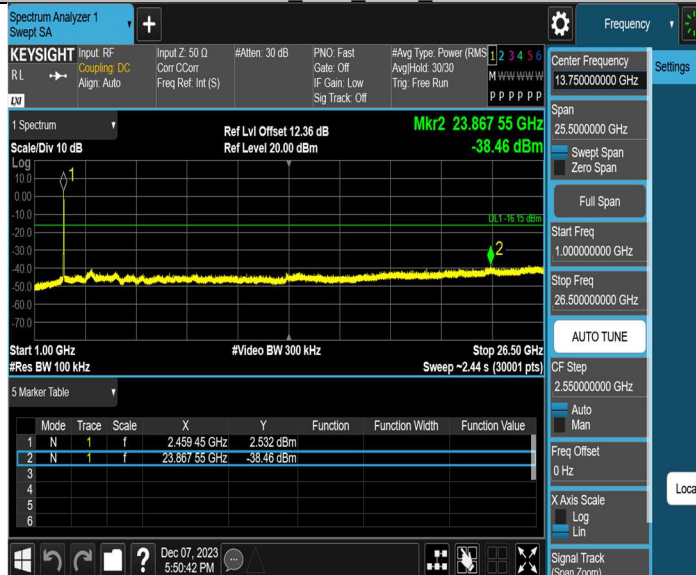 Spectrum Analyzer 1
Swept SA
+
Frequency
KEYSIGHT Input: RF Input Z: 50 Ω #Atten: 30 dB PNO: Fast #Avg Type: Power (RMS 1 2 3 4 5 6
RL Coupling: DC Corr CCorr Gate: Off Avg|Hold: 30/30 M W W W W W
Align: Auto Freq Ref: Int (S) IF Gain: Low Trig: Free Run
Sig Track: Off P P P P P P
LXI
1 Spectrum
Scale/Div 10 dB
Ref Lvl Offset 12.36 dB
Ref Level 20.00 dBm
Mkr2 23.867 55 GHz
-38.46 dBm
Log
10.0
0.00
-10.0
-20.0
-30.0
-40.0
-50.0
-60.0
-70.0
1
DL1 -16.15 dBm
2
Start 1.00 GHz #Video BW 300 kHz Stop 26.50 GHz
#Res BW 100 kHz Sweep ~2.44 s (30001 pts)
5 Marker Table
Mode Trace Scale X Y Function Function Width Function Value
1 N 1 f 2.459 45 GHz 2.532 dBm
2 N 1 f 23.867 55 GHz -38.46 dBm
3
4
5
6
? Dec 07, 2023
5:50:42 PM
Center Frequency
13.750000000 GHz
Settings
Span
25.5000000 GHz
Swept Span
Zero Span
Full Span
Start Freq
1.000000000 GHz
Stop Freq
26.500000000 GHz
AUTO TUNE
CF Step
2.550000000 GHz
Auto
Man
Freq Offset
0 Hz
X Axis Scale
Log
Lin
Signal Track
(Span Zoom)
Loca